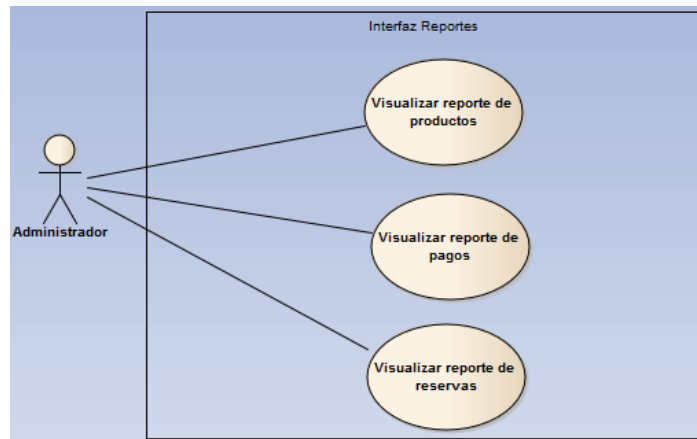 Interfaz Reportes
Visualizar reporte de
productos
Administrador
Visualizar reporte de
pagos
Visualizar reporte de
reservas